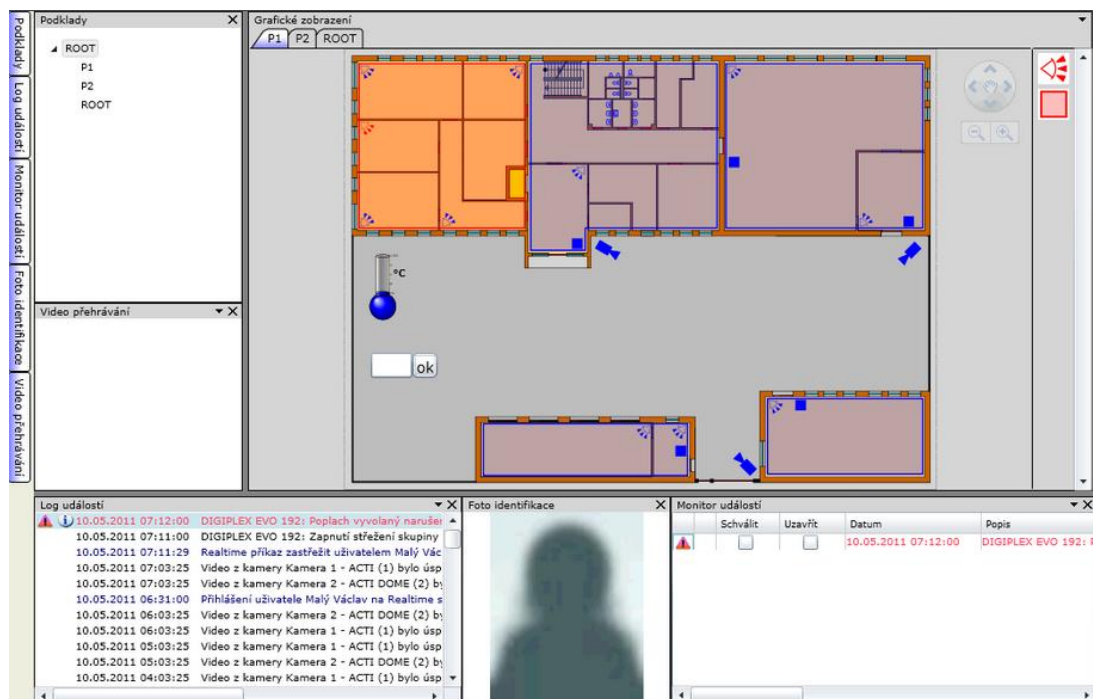 Podklady
Log událostí
Monitor událostí
Foto identifikace
Video přehrávání
Podklady
ROOT
P1
P2
ROOT
Video přehrávání
Grafické zobrazení
P1 P2 ROOT
°C
ok
Log událostí
10.05.2011 07:12:00 DIGIPLEX EVO 192: Poplach vyvolaný narušer
10.05.2011 07:11:00 DIGIPLEX EVO 192: Zapnutí střežení skupiny
10.05.2011 07:11:29 Realtime příkaz zastřežit uživatelem Malý Vác
10.05.2011 07:03:25 Video z kamery Kamera 1 - ACTI (1) bylo úsp
10.05.2011 07:03:25 Video z kamery Kamera 2 - ACTI DOME (2) by
10.05.2011 06:31:00 Přihlášení uživatele Malý Václav na Realtime s
10.05.2011 06:03:25 Video z kamery Kamera 2 - ACTI DOME (2) by
10.05.2011 06:03:25 Video z kamery Kamera 1 - ACTI (1) bylo úsp
10.05.2011 05:03:25 Video z kamery Kamera 1 - ACTI (1) bylo úsp
10.05.2011 05:03:25 Video z kamery Kamera 2 - ACTI DOME (2) by
10.05.2011 04:03:25 Video z kamery Kamera 1 - ACTI (1) bylo úsp
Foto identifikace
Monitor událostí
Schválit Uzavřít Datum Popis
10.05.2011 07:12:00 DIGIPLEX EVO 192: P